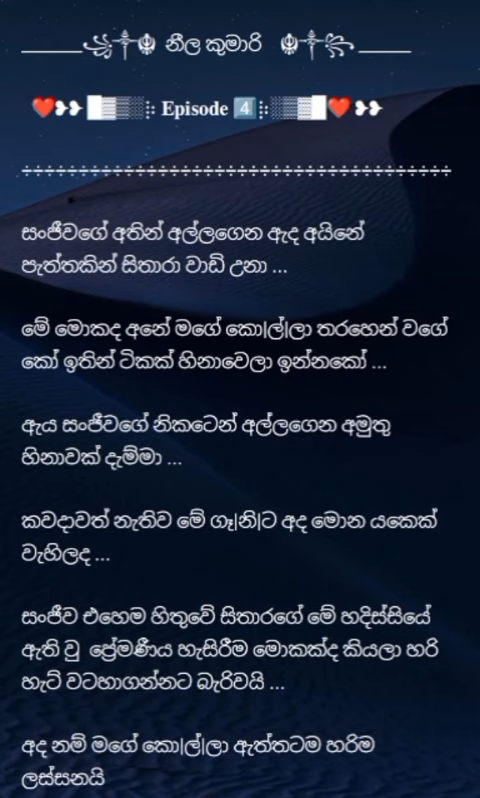 ______꧁༒☬ නීල කුමාරි ☬༒꧂_____
❤️❥❥ █▓▒░⡷ Episode 4️⃣⢾░▒▓█❤️❥❥
÷÷÷÷÷÷÷÷÷÷÷÷÷÷÷÷÷÷÷÷÷÷÷÷÷÷÷÷÷÷÷÷÷÷÷
සංජීවගේ අතින් අල්ලගෙන ඇද අයිනේ
පැත්තකින් සිතාරා වාඩි උනා ...
මේ මොකද අනේ මගේ කො|ල්|ලා තරහෙන් වගේ
කෝ ඉතින් ටිකක් හිනාවෙලා ඉන්නකෝ ...
ඇය සංජීවගේ නිකටෙන් අල්ලගෙන අමුතු
හිනාවක් දැම්මා ...
කවදාවත් නැතිව මේ ගෑ|නි|ට අද මොන යකෙක්
වැහිලද ...
සංජීව එහෙම හිතුවේ සිතාරගේ මේ හදිස්සියේ
ඇති වු ප්‍රේමණීය හැසිරීම මොකක්ද කියලා හරි
හැටි වටහාගන්නට බැරිවයි ...
අද නම් මගේ කො|ල්|ලා ඇත්තටම හරිම
ලස්සනයි